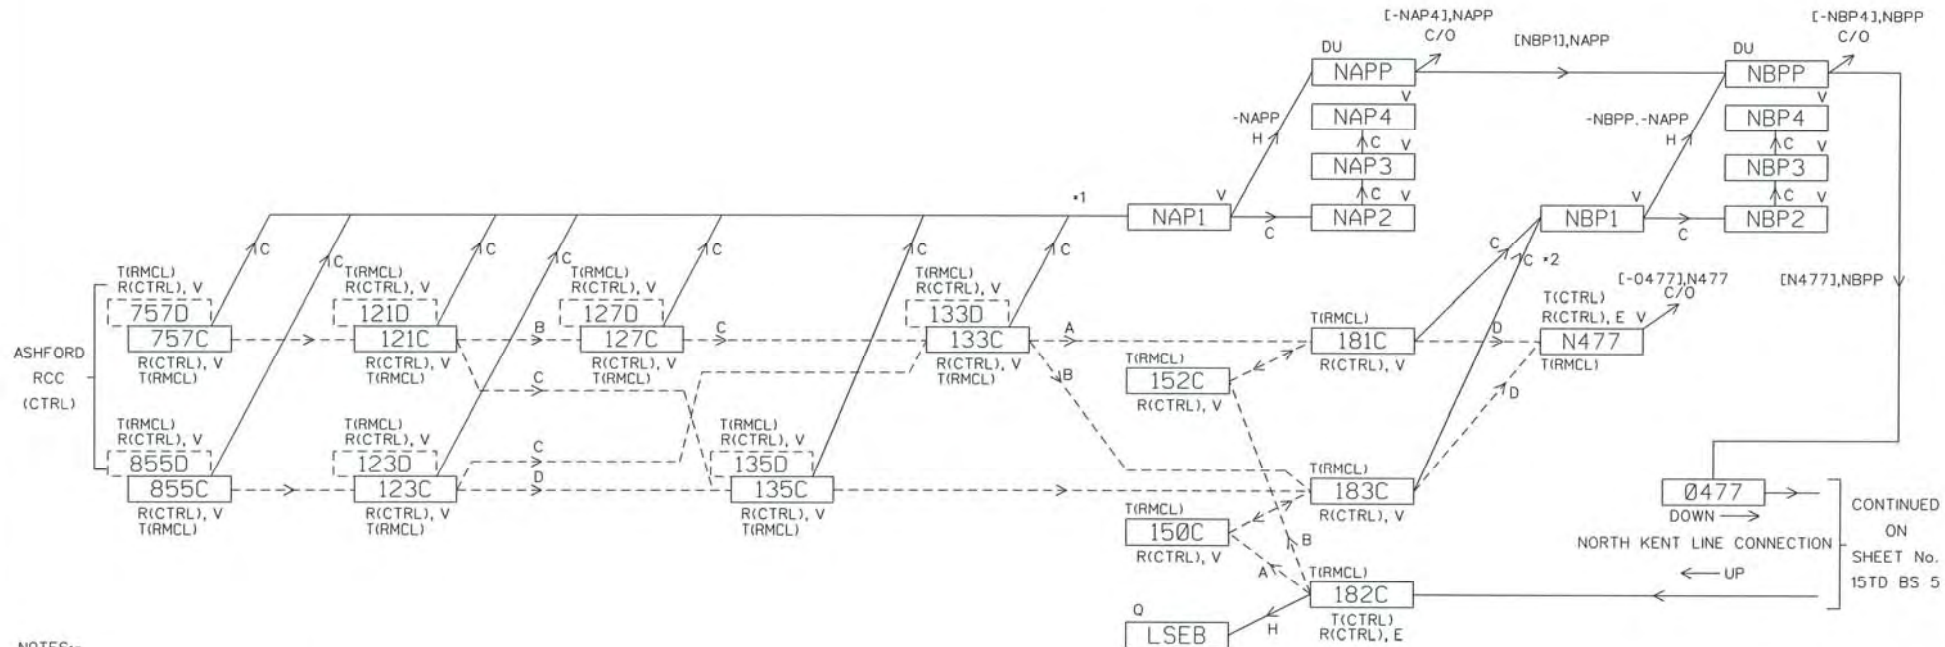 [-NAP4],NAPP
C/O
[NBP1],NAPP
[-NBP4],NBPP
C/O
DU
NAPP
DU
NBPP
V
V
-NAPP
H
NAP4
-NBPP.-NAPP
H
NBP4
C V
C V
NAP3
NBP3
C V
C V
*1
V
NAP1
C
NAP2
V
NBP1
C
NBP2
C
C
C
C
C
C
C
C
C *2
[-0477],N477
C/O
[N477],NBPP
T(RMCL)
R(CTRL), V
757D
757C
R(CTRL), V
T(RMCL)
T(RMCL)
R(CTRL), V
121D
121C
R(CTRL), V
T(RMCL)
B
T(RMCL)
R(CTRL), V
127D
127C
R(CTRL), V
T(RMCL)
C
T(RMCL)
R(CTRL), V
133D
133C
R(CTRL), V
T(RMCL)
A
B
T(RMCL)
181C
R(CTRL), V
D
T(CTRL)
R(CTRL), E V
N477
T(RMCL)
D
ASHFORD
RCC
(CTRL)
C
T(RMCL)
152C
R(CTRL), V
T(RMCL)
R(CTRL), V
855D
855C
R(CTRL), V
T(RMCL)
T(RMCL)
R(CTRL), V
123D
123C
R(CTRL), V
T(RMCL)
C
D
T(RMCL)
R(CTRL), V
135D
135C
R(CTRL), V
T(RMCL)
T(RMCL)
183C
R(CTRL), V
T(RMCL)
150C
R(CTRL), V
B
A
0477
DOWN
NORTH KENT LINE CONNECTION
UP
CONTINUED
ON
SHEET No.
15TD BS 5
T(RMCL)
182C
T(CTRL)
R(CTRL), E
Q
LSEB
H
NOTES:-